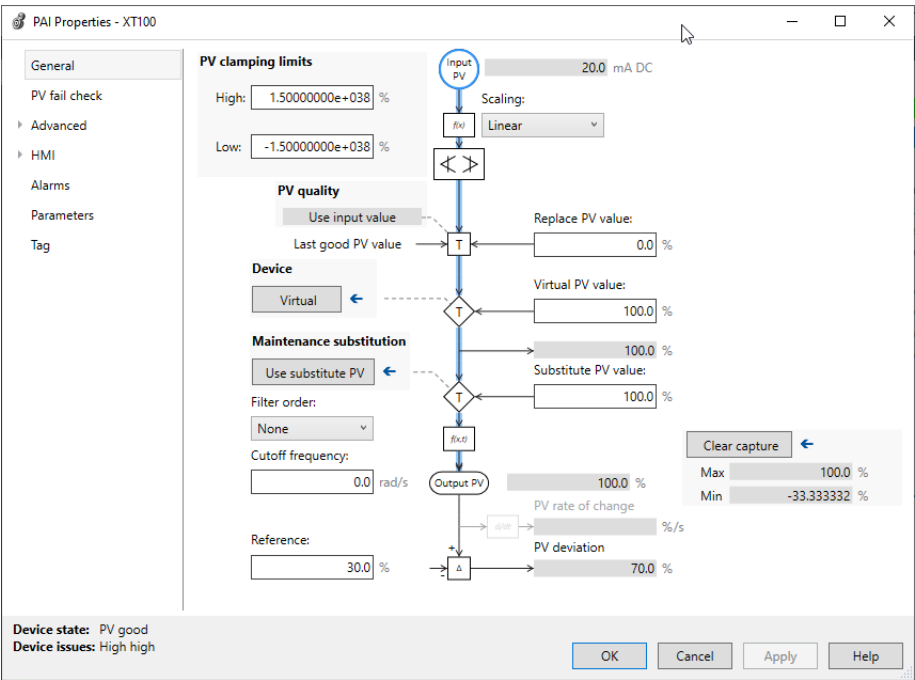 PAI Properties - XT100
General
PV fail check
Advanced
HMI
Alarms
Parameters
Tag
PV clamping limits
High: 1.50000000e+038 %
Low: -1.50000000e+038 %
Input PV
20.0 mA DC
Scaling:
f(x)
Linear
PV quality
Use input value
Last good PV value
T
Replace PV value:
0.0 %
Device
Virtual
T
Virtual PV value:
100.0 %
100.0 %
Maintenance substitution
Use substitute PV
T
Substitute PV value:
100.0 %
Filter order:
None
f(x,t)
Cutoff frequency:
0.0 rad/s
Output PV
100.0 %
Clear capture
Max 100.0 %
Min -33.333332 %
PV rate of change
d/dt
%/s
Reference:
30.0 %
+
-
Δ
PV deviation
70.0 %
Device state: PV good
Device issues: High high
OK
Cancel
Apply
Help